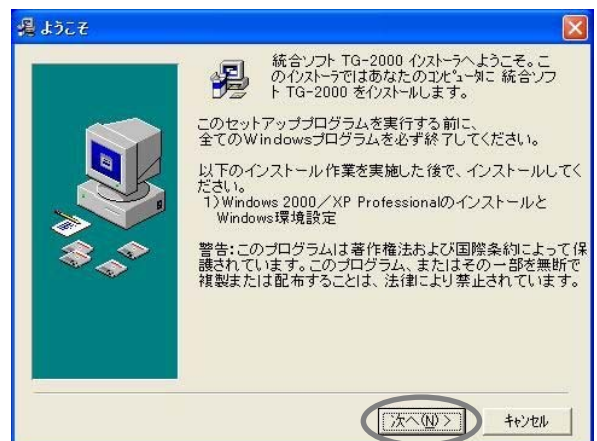 ようこそ
統合ソフト TG-2000 インストーラへようこそ。こ
のインストーラではあなたのコンピュータに 統合ソフ
ト TG-2000 をインストールします。
このセットアッププログラムを実行する前に、
全てのWindowsプログラムを必ず終了してください。
以下のインストール作業を実施した後で、インストールしてく
ださい。
1)Windows 2000／XP Professionalのインストールと
Windows環境設定
警告:このプログラムは著作権法および国際条約によって保
護されています。このプログラム、またはその一部を無断で
複製または配布することは、法律により禁止されています。
次へ(N) >
キャンセル